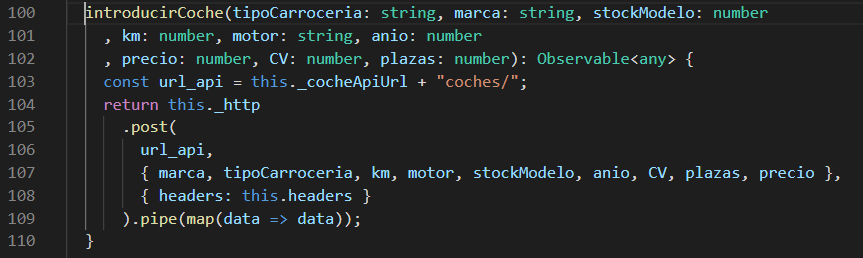 100 introducirCoche(tipoCarroceria: string, marca: string, stockModelo: number
101 , km: number, motor: string, anio: number
102 , precio: number, CV: number, plazas: number): Observable<any> {
103 const url_api = this._cocheApiUrl + "coches/";
104 return this._http
105 .post(
106 url_api,
107 { marca, tipoCarroceria, km, motor, stockModelo, anio, CV, plazas, precio },
108 { headers: this.headers }
109 ).pipe(map(data => data));
110 }